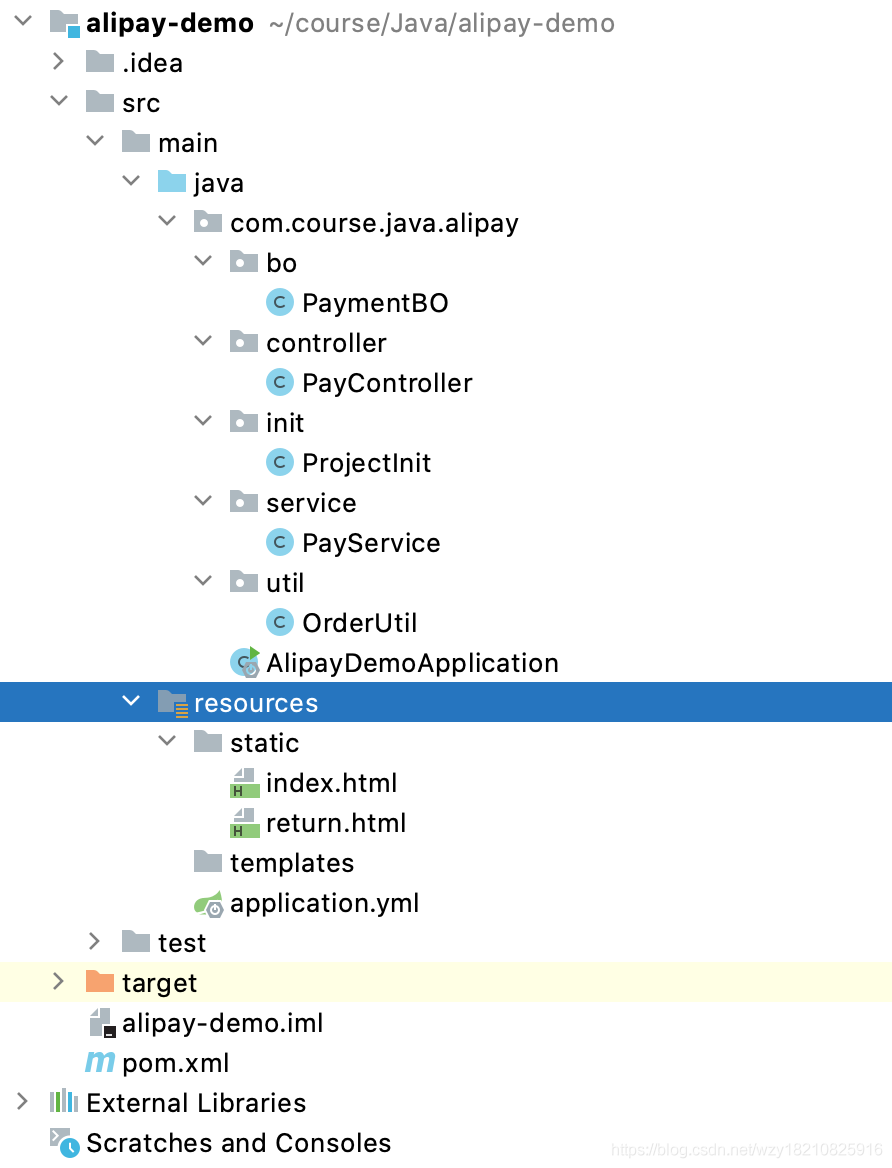 alipay-demo ~/course/Java/alipay-demo
.idea
src
main
java
com.course.java.alipay
bo
C PaymentBO
controller
C PayController
init
C ProjectInit
service
C PayService
util
C OrderUtil
C AlipayDemoApplication
resources
static
H index.html
H return.html
templates
application.yml
test
target
alipay-demo.iml
m pom.xml
External Libraries
Scratches and Consoles
https://blog.csdn.net/wzy18210825916